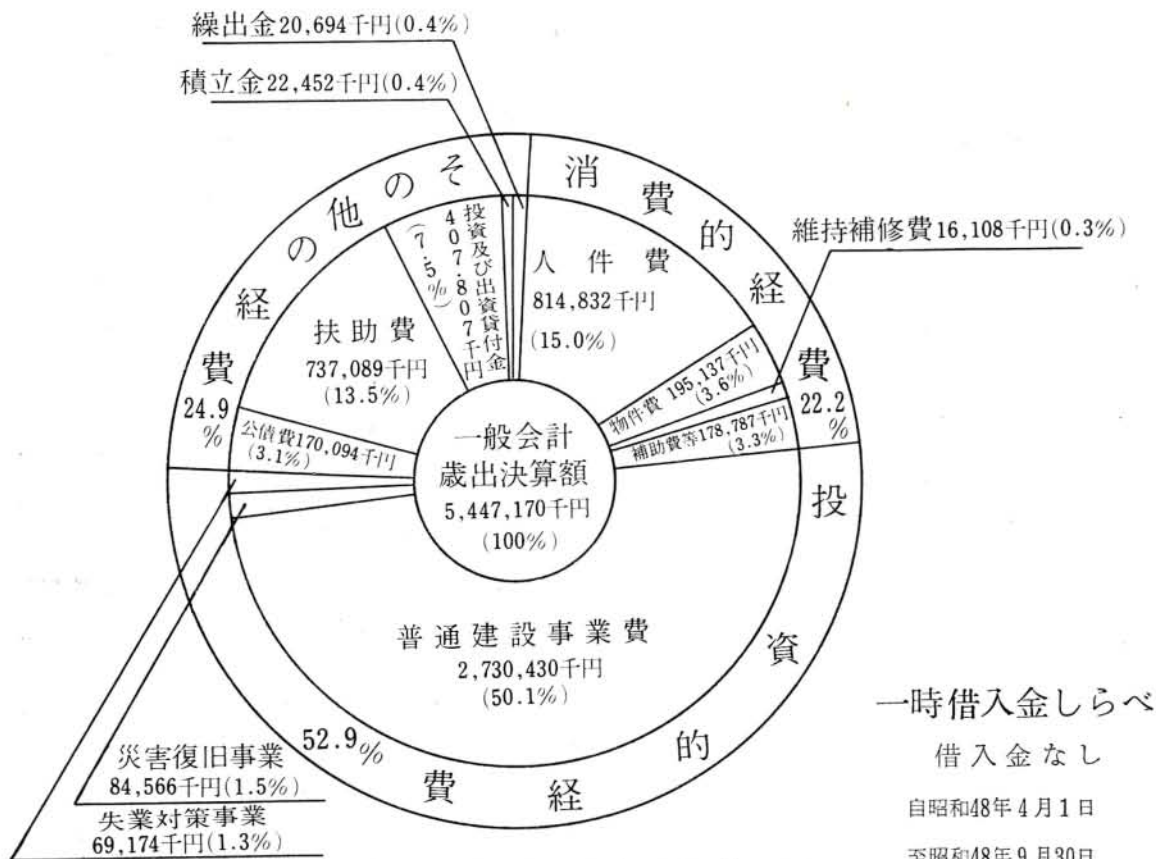 繰出金20,694千円(0.4%)
積立金22,452千円(0.4%)
消費的経費
22.2
%
その他の経費
24.9
%
投資的経費
52.9%
維持補修費16,108千円(0.3%)
人件費
814,832千円
(15.0%)
物件費 195,137千円
(3.6%)
補助費等178,787千円
(3.3%)
投資及び出資貸付金
407.807千円
(7.5%)
扶助費
737,089千円
(13.5%)
公債費170,094千円
(3.1%)
一般会計
歳出決算額
5,447,170千円
(100%)
普通建設事業費
2,730,430千円
(50.1%)
災害復旧事業
84,566千円(1.5%)
失業対策事業
69,174千円(1.3%)
一時借入金しらべ
借入金なし
自昭和48年4月1日
至昭和48年9月30日